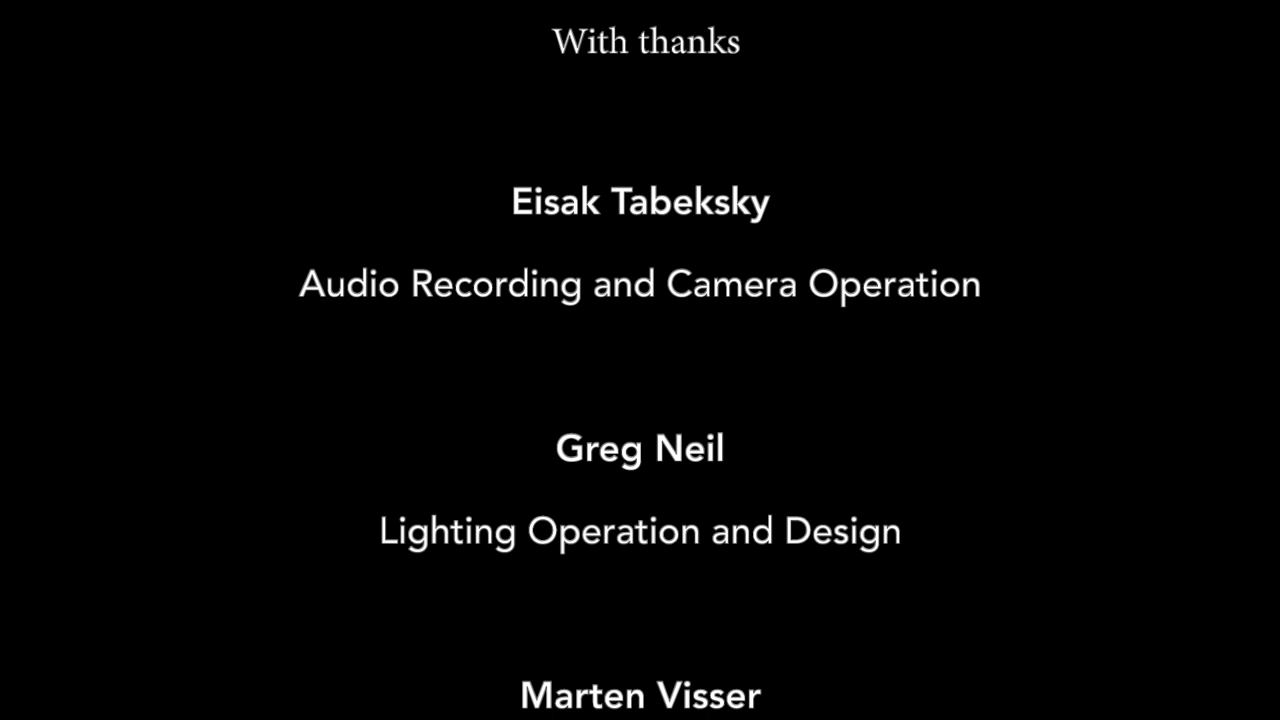 With thanks
Eisak Tabeksky
Audio Recording and Camera Operation
Greg Neil
Lighting Operation and Design
Marten Visser